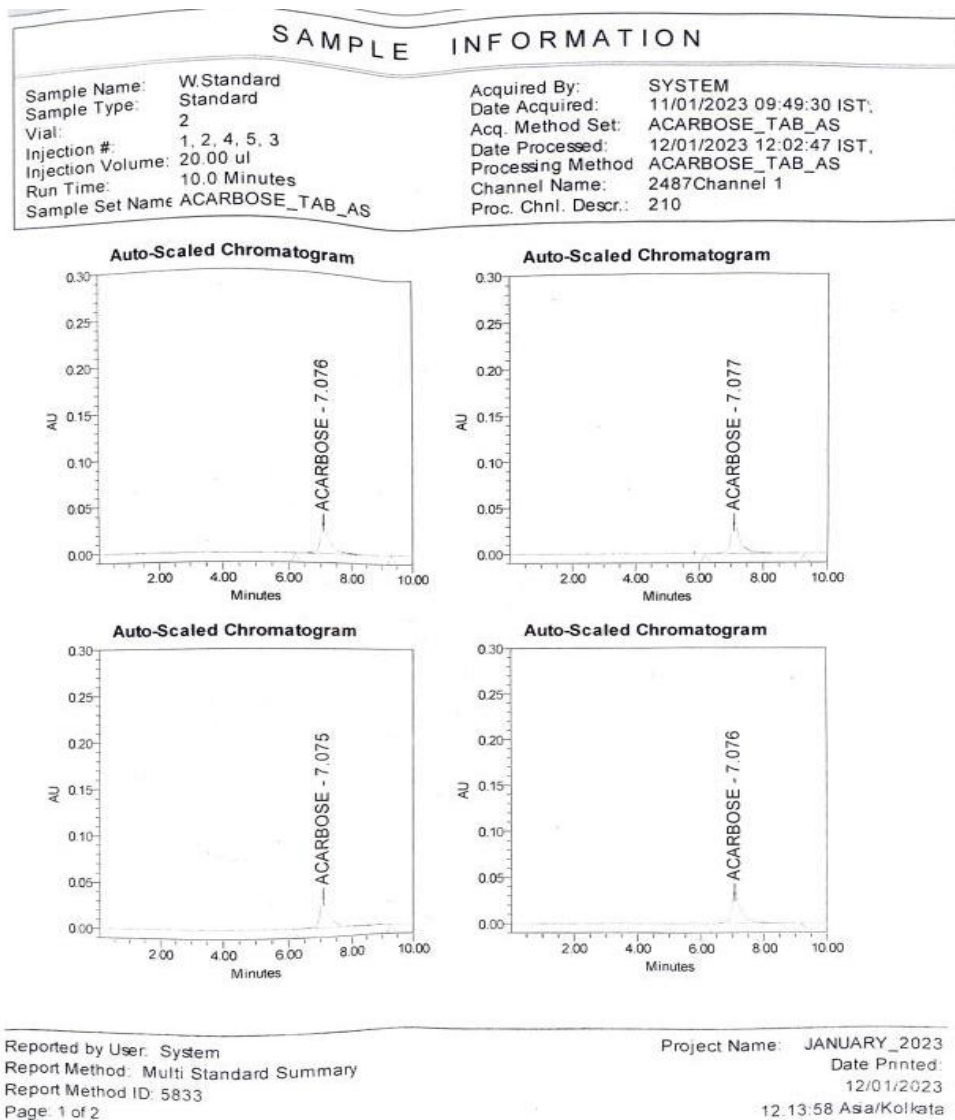 SAMPLE INFORMATION
Sample Name: W.Standard
Sample Type: Standard
Vial: 2
Injection #: 1, 2, 4, 5, 3
Injection Volume: 20.00 ul
Run Time: 10.0 Minutes
Sample Set Name ACARBOSE_TAB_AS
Acquired By: SYSTEM
Date Acquired: 11/01/2023 09:49:30 IST,
Acq. Method Set: ACARBOSE_TAB_AS
Date Processed: 12/01/2023 12:02:47 IST,
Processing Method ACARBOSE_TAB_AS
Channel Name: 2487Channel 1
Proc. Chnl. Descr.: 210
Auto-Scaled Chromatogram
0.30
0.25
0.20
0.15
0.10
0.05
0.00
AU
ACARBOSE - 7.076
2.00 4.00 6.00 8.00 10.00
Minutes
Auto-Scaled Chromatogram
0.30
0.25
0.20
0.15
0.10
0.05
0.00
AU
ACARBOSE - 7.077
2.00 4.00 6.00 8.00 10.00
Minutes
Auto-Scaled Chromatogram
0.30
0.25
0.20
0.15
0.10
0.05
0.00
AU
ACARBOSE - 7.075
2.00 4.00 6.00 8.00 10.00
Minutes
Auto-Scaled Chromatogram
0.30
0.25
0.20
0.15
0.10
0.05
0.00
AU
ACARBOSE - 7.076
2.00 4.00 6.00 8.00 10.00
Minutes
Reported by User: System
Report Method: Multi Standard Summary
Report Method ID: 5833
Page: 1 of 2
Project Name: JANUARY_2023
Date Printed:
12/01/2023
12:13:58 Asia/Kolkata